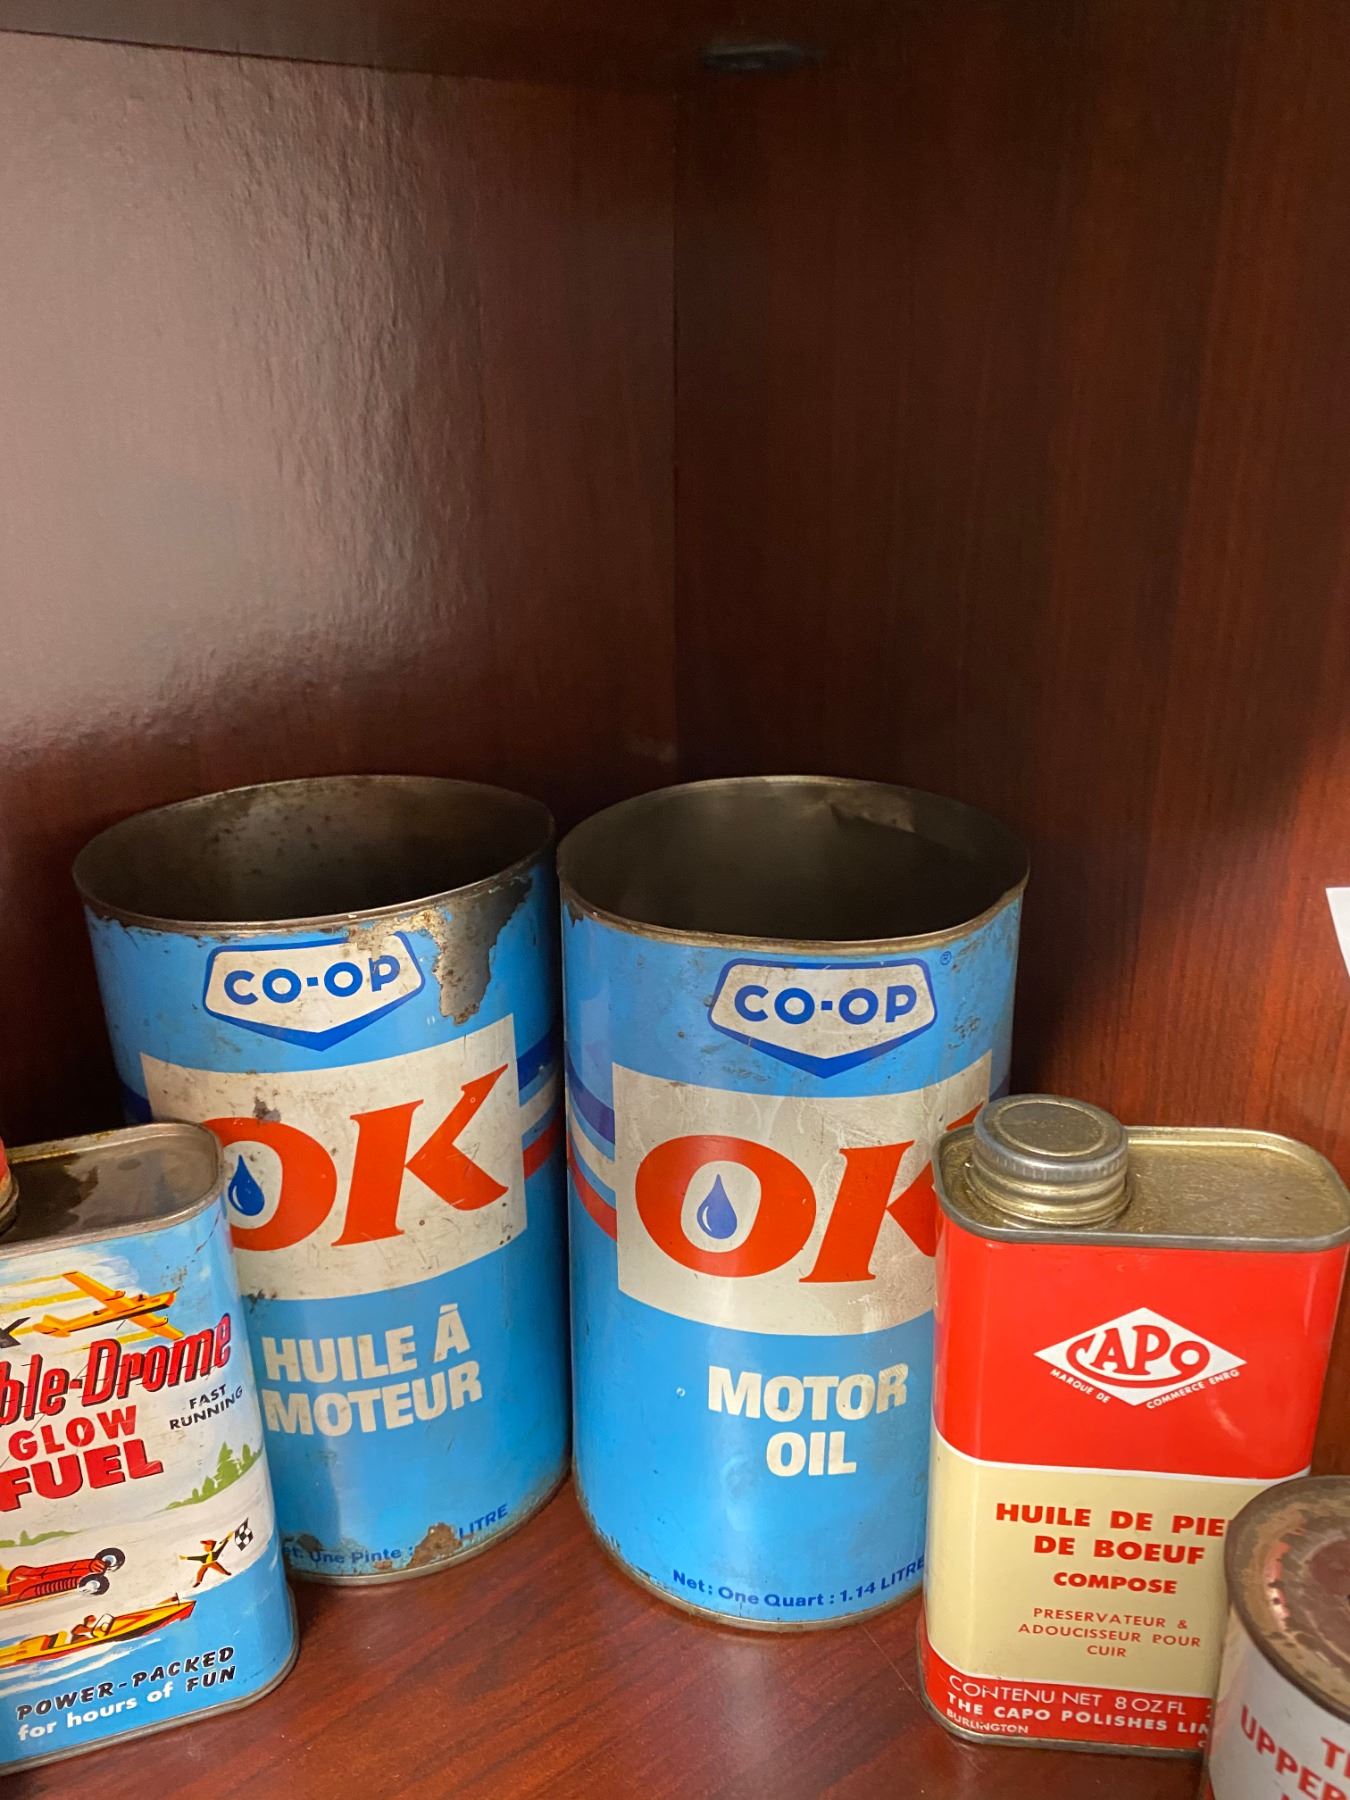 CO-OP
OK
HUILE À
MOTEUR
Une Pinte :
LITRE
CO-OP
®
OK
MOTOR
OIL
Net: One Quart : 1.14 LITRE
ble-Drome
FAST
RUNNING
GLOW
FUEL
POWER-PACKED
for hours of FUN
CAPO
MARQUE DE COMMERCE ENRG
HUILE DE PIE
DE BOEUF
COMPOSE
PRESERVATEUR &
ADOUCISSEUR POUR
CUIR
CONTENU NET 8 OZ FL
THE CAPO POLISHES LI
BURLINGTON
UPPER